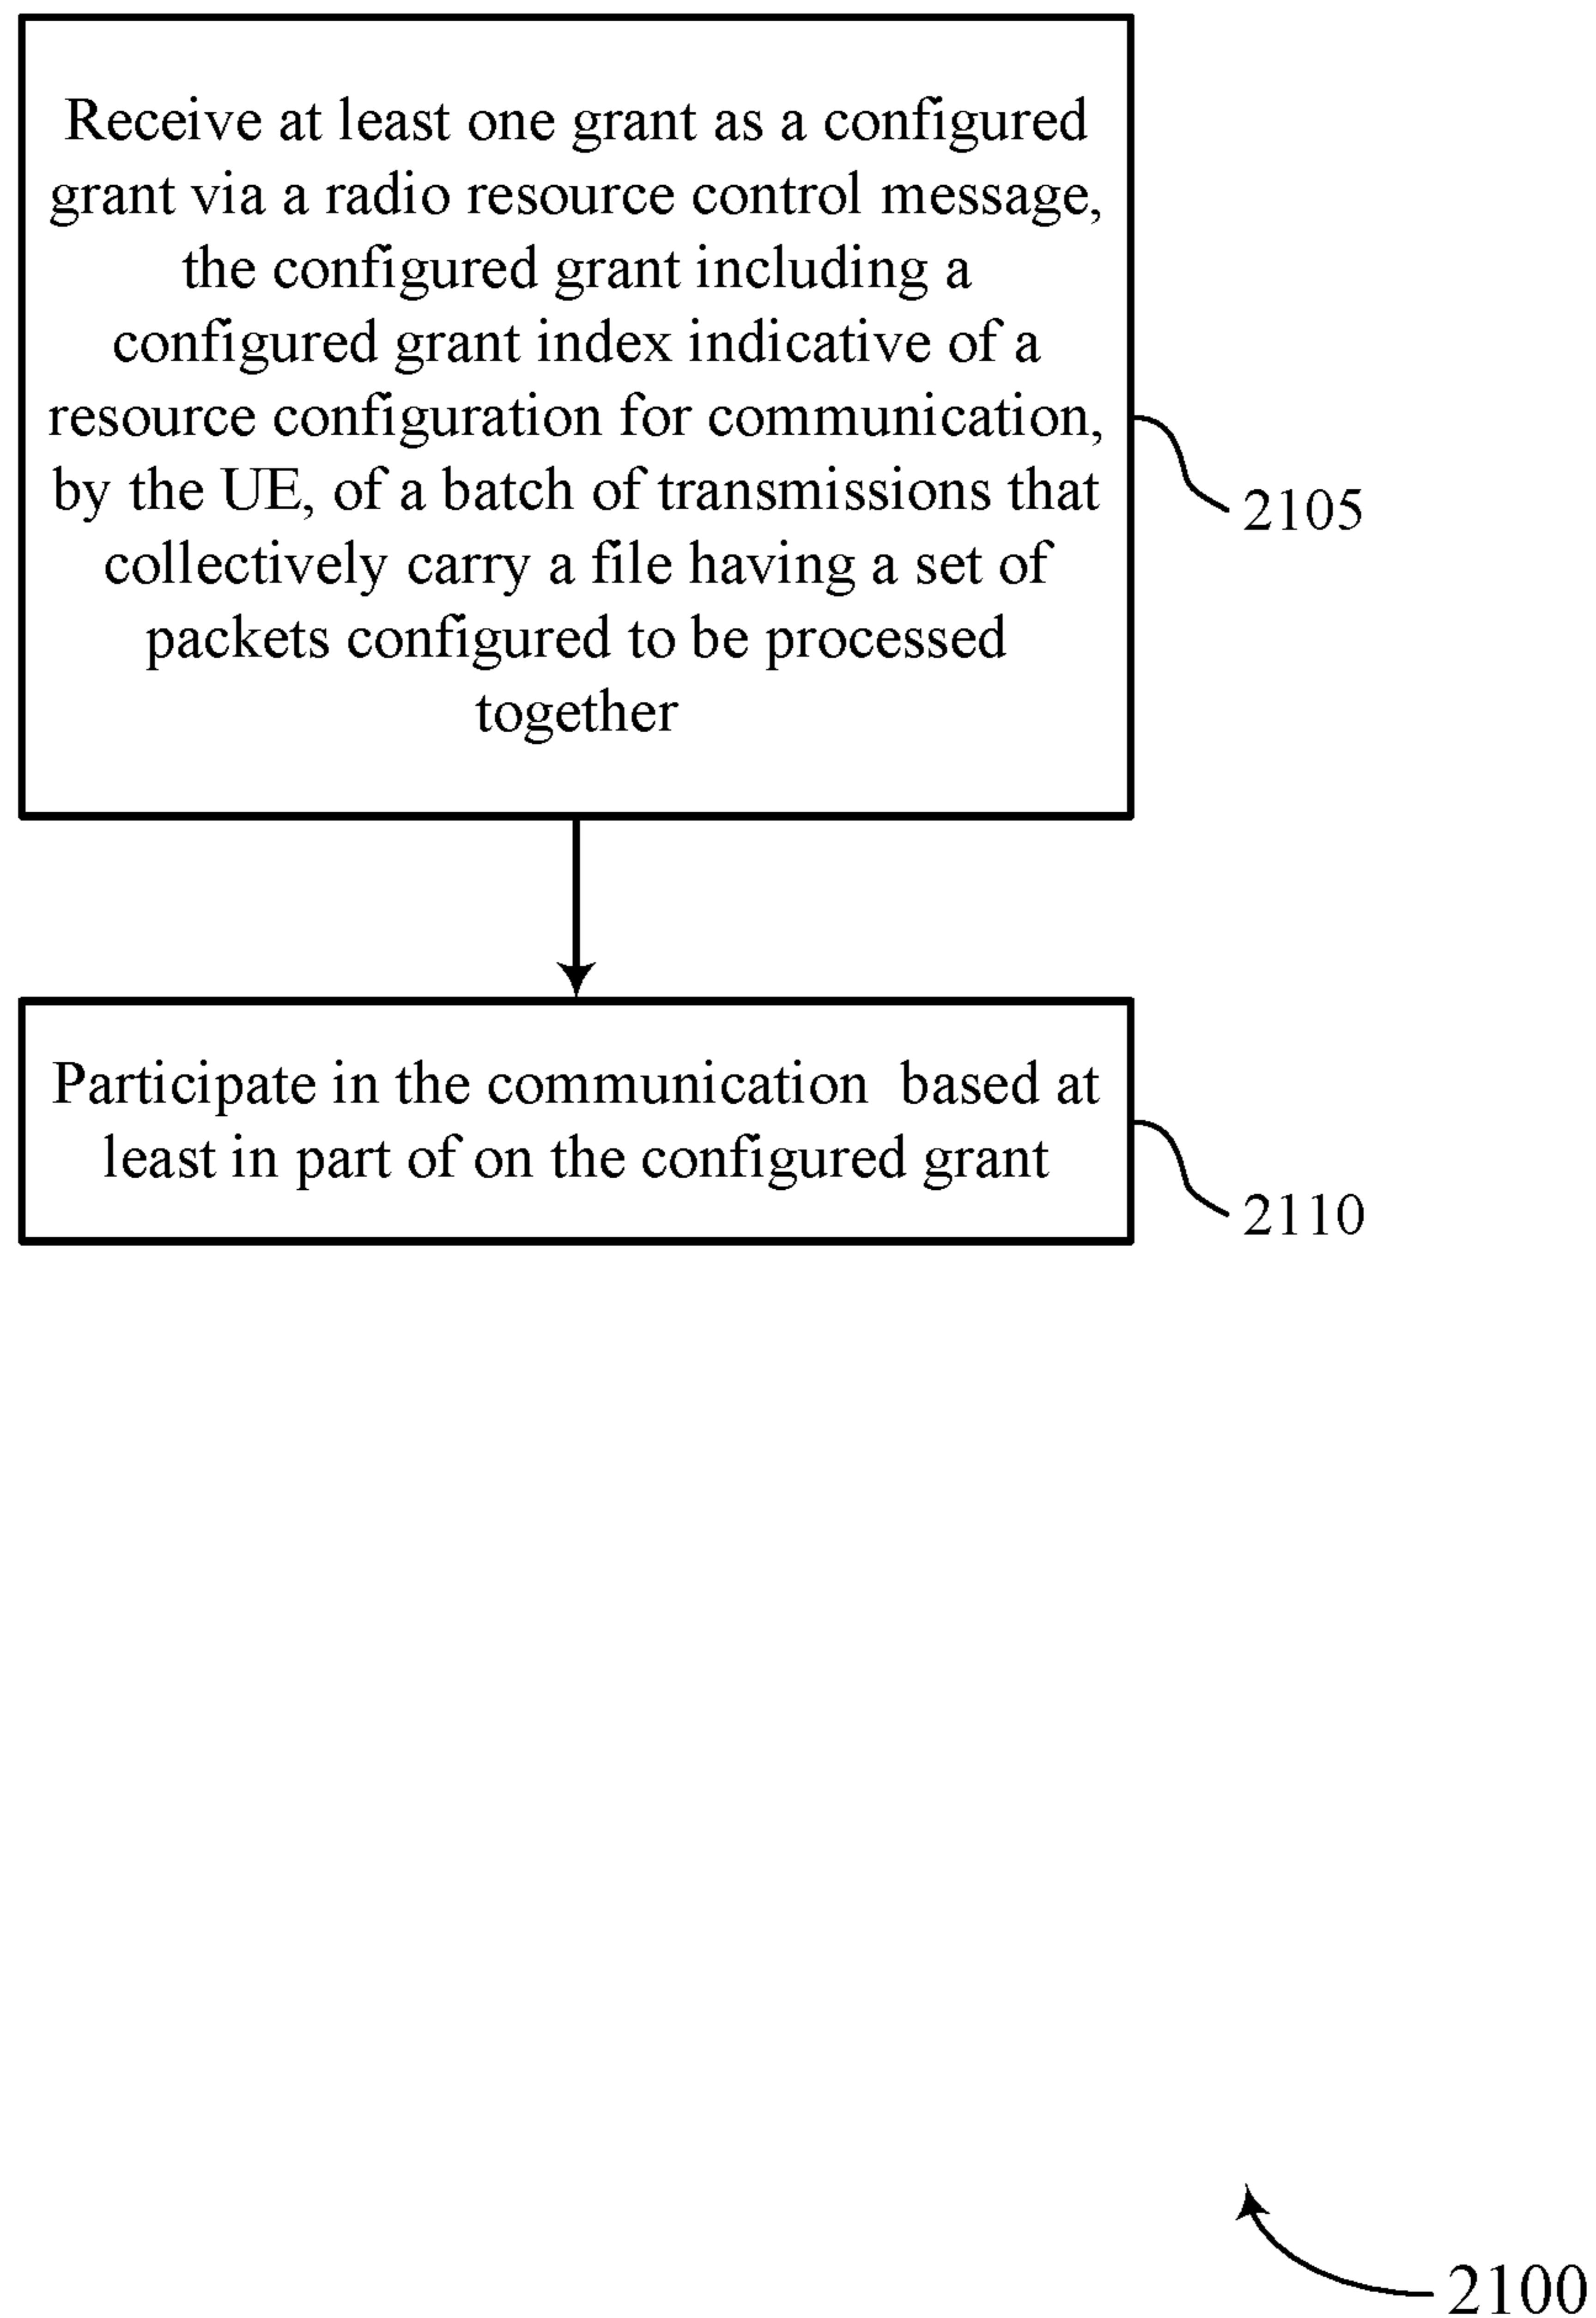 Receive at least one grant as a configured
grant via a radio resource control message,
the configured grant including a
configured grant index indicative of a
resource configuration for communication,
by the UE, of a batch of transmissions that
collectively carry a file having a set of
packets configured to be processed
together
2105
Participate in the communication  based at
least in part of on the configured grant
2110
2100